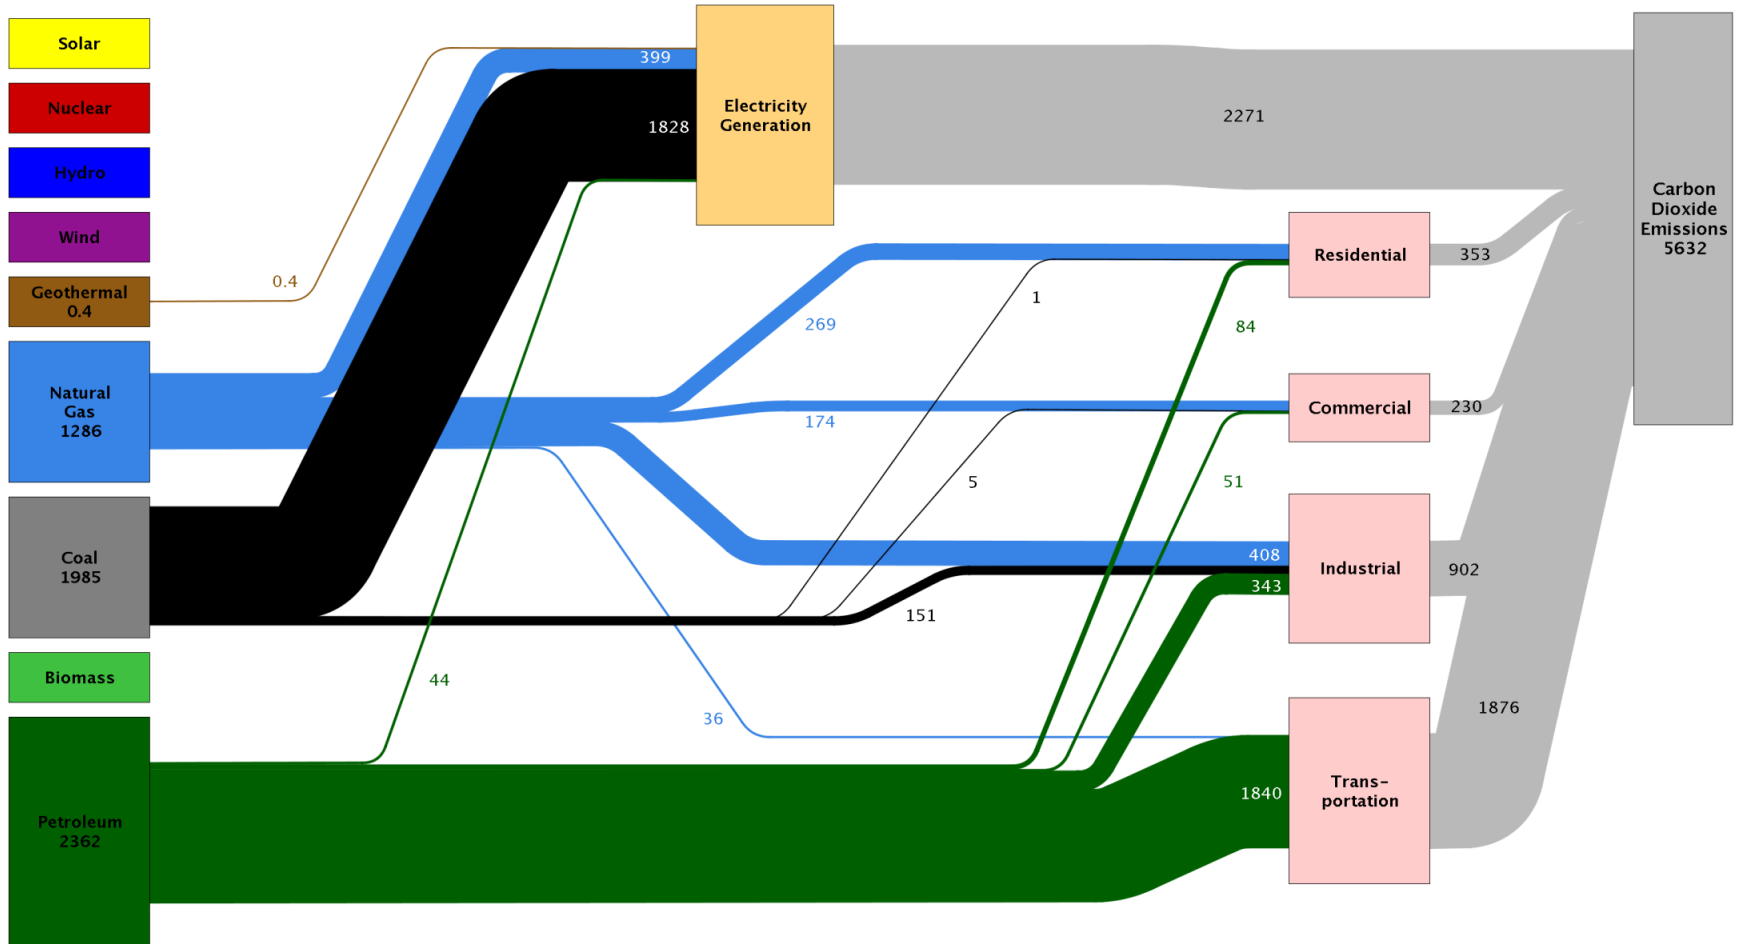 Solar
Nuclear
Hydro
Wind
Geothermal
0.4
Natural
Gas
1286
Coal
1985
Biomass
Petroleum
2362
0.4
399
1828
44
Electricity
Generation
269
174
36
1
5
151
84
51
408
343
1840
Residential
Commercial
Industrial
Trans-
portation
2271
353
230
902
1876
Carbon
Dioxide
Emissions
5632